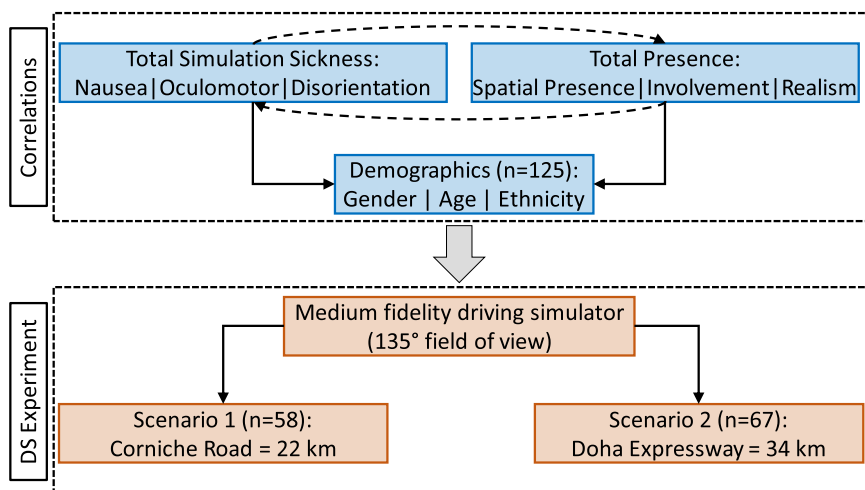 Correlations
Total Simulation Sickness:
Nausea|Oculomotor|Disorientation
Total Presence:
Spatial Presence|Involvement|Realism
Demographics (n=125):
Gender | Age | Ethnicity
DS Experiment
Medium fidelity driving simulator
(135° field of view)
Scenario 1 (n=58):
Corniche Road = 22 km
Scenario 2 (n=67):
Doha Expressway = 34 km